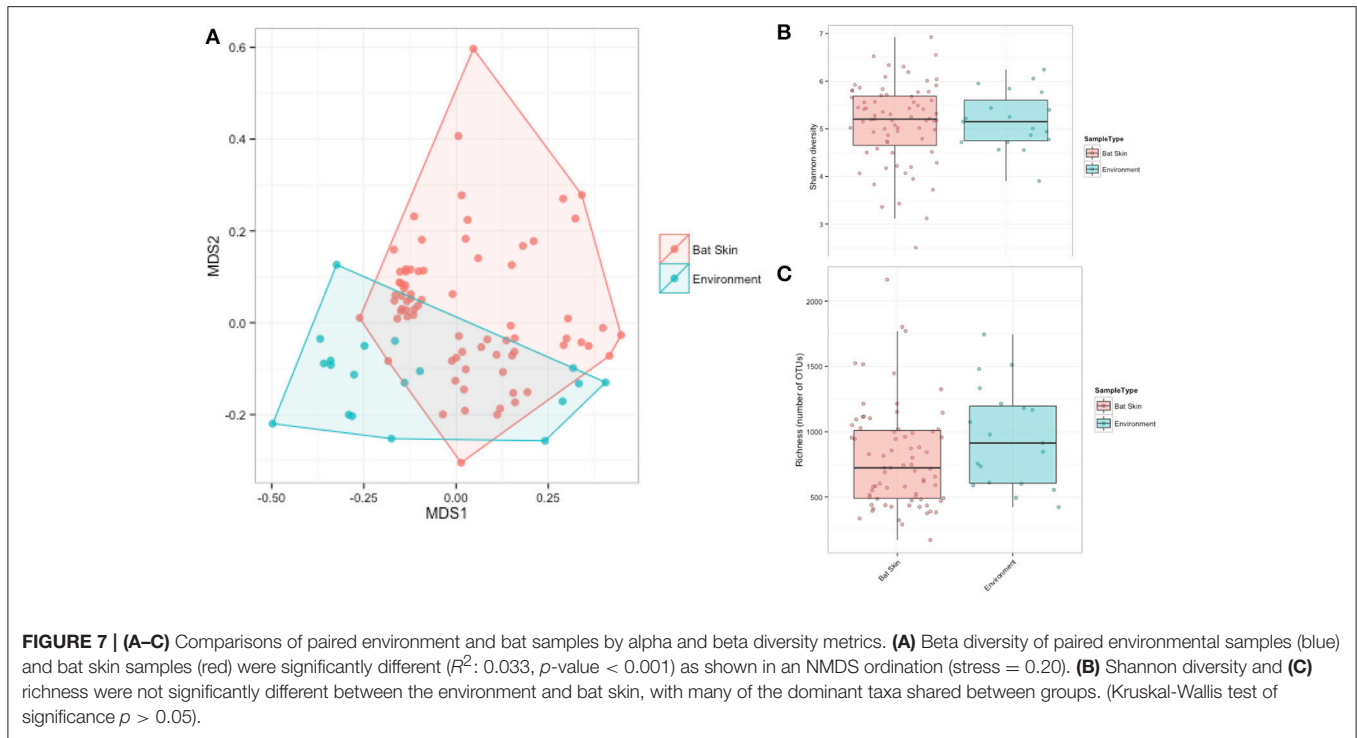 A
0.6
0.4
0.2
0.0
-0.2
MDS2
-0.50
-0.25
0.00
0.25
MDS1
Bat Skin
Environment
B
7
6
5
4
3
Shannon diversity
SampleType
Bat Skin
Environment
C
2000
1500
1000
500
Richness (number of OTUs)
Bat Skin
Environment
SampleType
Bat Skin
Environment
FIGURE 7 | (A–C) Comparisons of paired environment and bat samples by alpha and beta diversity metrics. (A) Beta diversity of paired environmental samples (blue)
and bat skin samples (red) were significantly different (R²: 0.033, p-value < 0.001) as shown in an NMDS ordination (stress = 0.20). (B) Shannon diversity and (C)
richness were not significantly different between the environment and bat skin, with many of the dominant taxa shared between groups. (Kruskal-Wallis test of
significance p > 0.05).